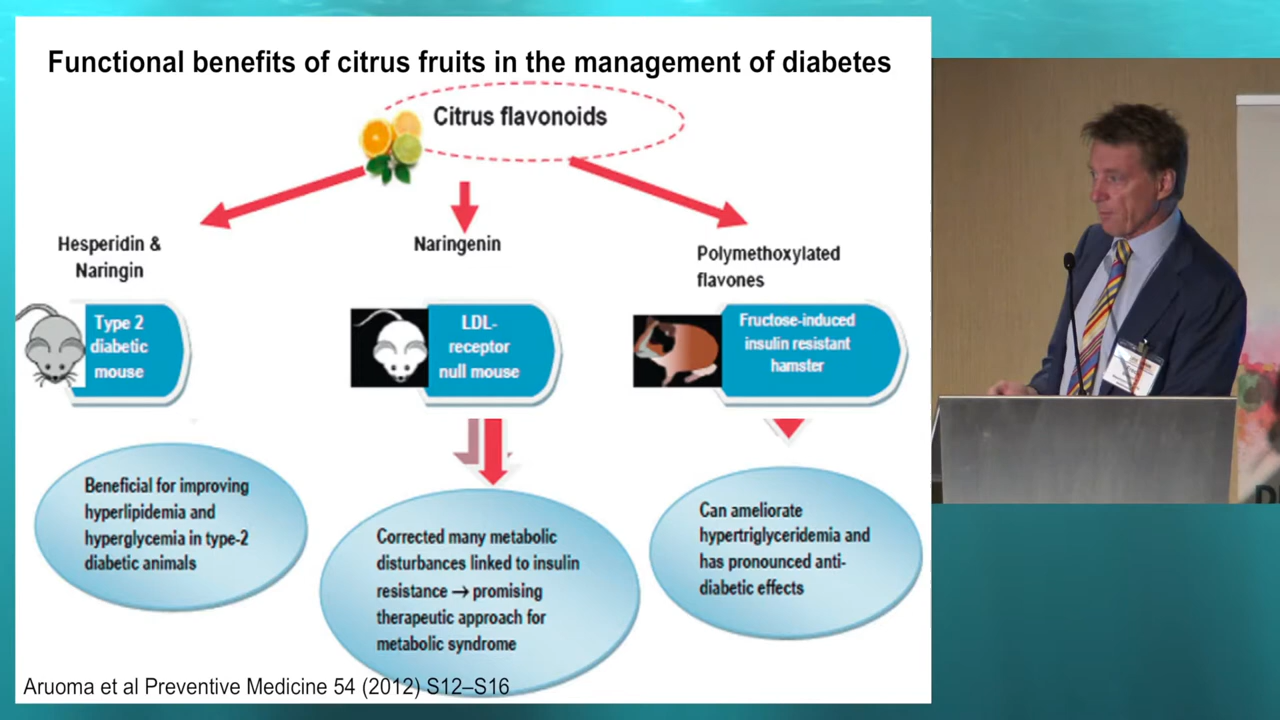 Functional benefits of citrus fruits in the management of diabetes
Citrus flavonoids
Hesperidin &
Naringin
Naringenin
Polymethoxylated
flavones
Type 2
diabetic
mouse
LDL-
receptor
null mouse
Fructose-induced
insulin resistant
hamster
Beneficial for improving
hyperlipidemia and
hyperglycemia in type-2
diabetic animals
Corrected many metabolic
disturbances linked to insulin
resistance → promising
therapeutic approach for
metabolic syndrome
Can ameliorate
hypertriglyceridemia and
has pronounced anti-
diabetic effects
Aruoma et al Preventive Medicine 54 (2012) S12–S16